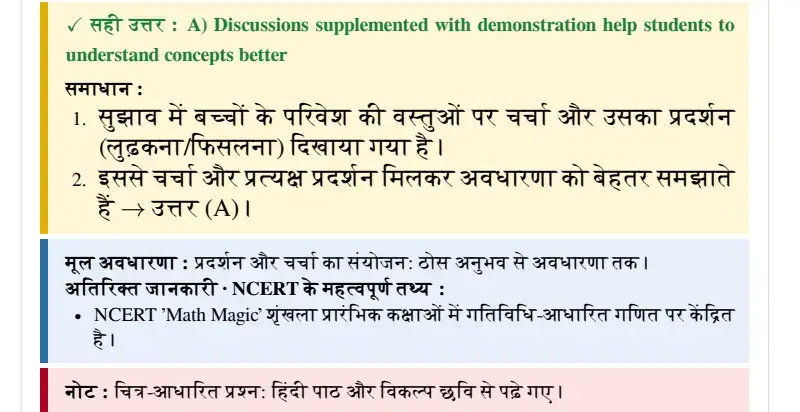 ✓ सही उत्तर : A) Discussions supplemented with demonstration help students to
understand concepts better
समाधान :
1. सुझाव में बच्चों के परिवेश की वस्तुओं पर चर्चा और उसका प्रदर्शन
(लुढ़कना/फिसलना) दिखाया गया है।
2. इससे चर्चा और प्रत्यक्ष प्रदर्शन मिलकर अवधारणा को बेहतर समझाते
हैं → उत्तर (A)।
मूल अवधारणा : प्रदर्शन और चर्चा का संयोजन: ठोस अनुभव से अवधारणा तक।
अतिरिक्त जानकारी · NCERT के महत्वपूर्ण तथ्य :
• NCERT ’Math Magic’ शृंखला प्रारंभिक कक्षाओं में गतिविधि-आधारित गणित पर केंद्रित
है।
नोट : चित्र-आधारित प्रश्न: हिंदी पाठ और विकल्प छवि से पढ़े गए।